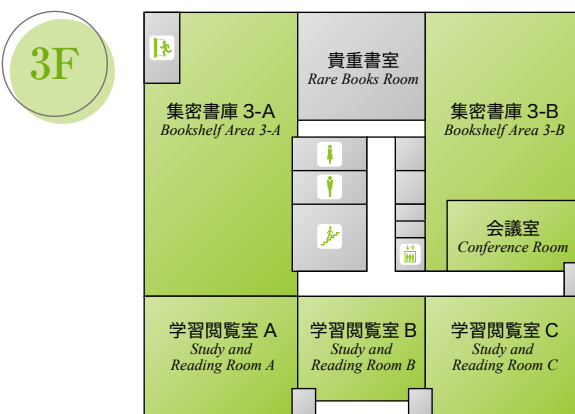 3F
貴重書室
Rare Books Room
集密書庫 3-A
Bookshelf Area 3-A
集密書庫 3-B
Bookshelf Area 3-B
会議室
Conference Room
学習閲覧室 A
Study and
Reading Room A
学習閲覧室 B
Study and
Reading Room B
学習閲覧室 C
Study and
Reading Room C